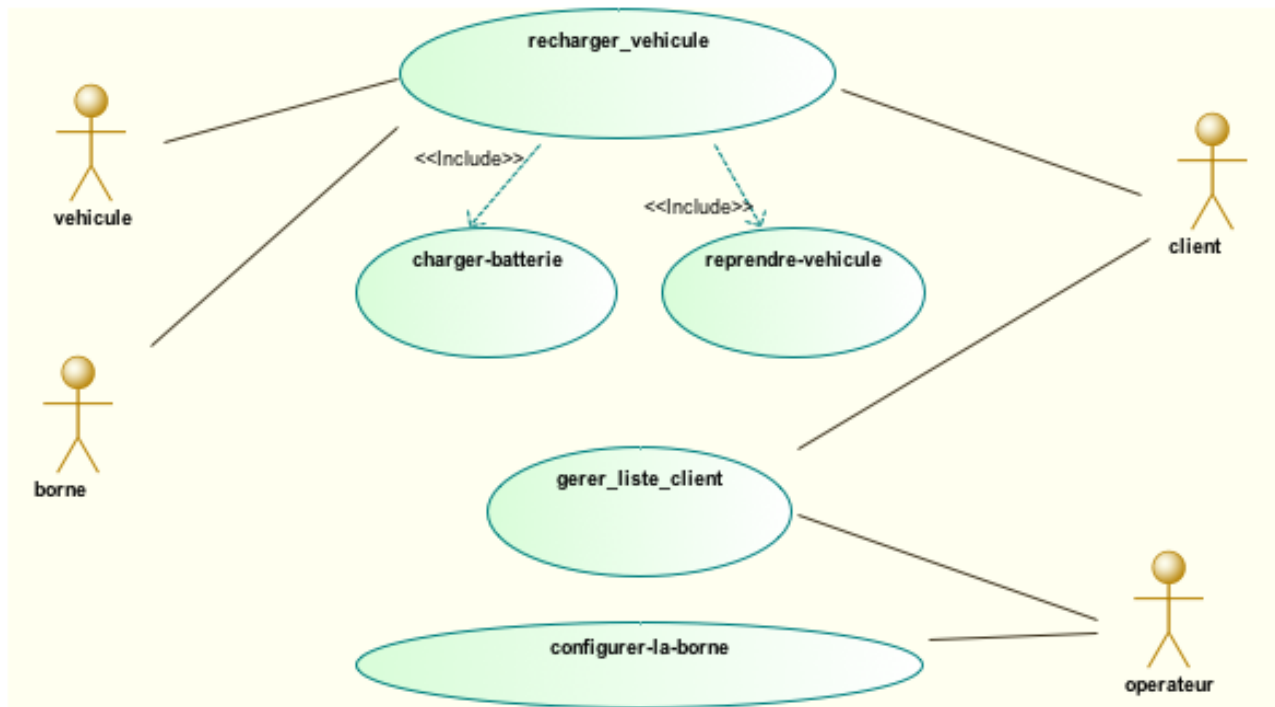 recharger_vehicule
<<Include>>
<<Include>>
vehicule
client
charger-batterie
reprendre-vehicule
borne
gerer_liste_client
configurer-la-borne
operateur